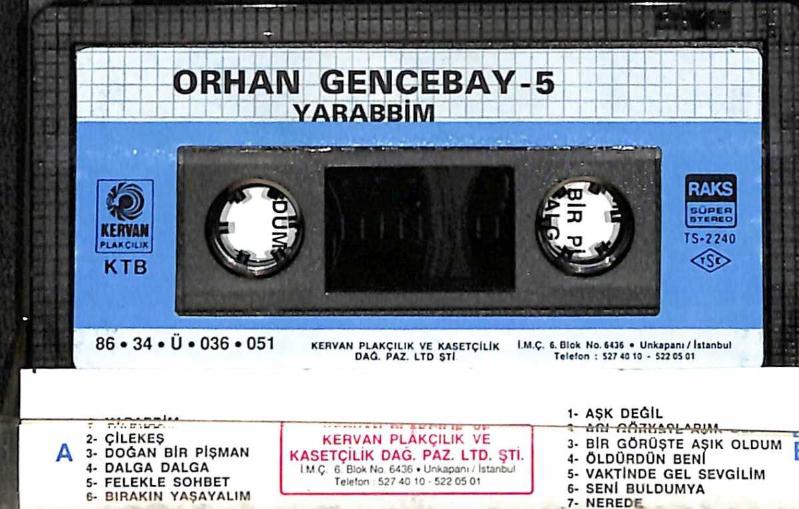 ORHAN GENCEBAY-5
YARABBİM
KERVAN
PLAKÇILIK
KTB
DÜM
BİR Pİ
ALG
RAKS
SÜPER
STEREO
TS-2240
TSE
86 • 34 • Ü • 036 • 051
KERVAN PLAKÇILIK VE KASETÇİLİK
DAĞ. PAZ. LTD ŞTİ
İ.M.Ç. 6. Blok No. 6436 • Unkapanı / İstanbul
Telefon : 527 40 10 - 522 05 01
A
2- ÇİLEKEŞ
3- DOĞAN BİR PİŞMAN
4- DALGA DALGA
5- FELEKLE SOHBET
6- BIRAKIN YAŞAYALIM
KERVAN PLAKÇILIK VE
KASETÇİLİK DAĞ. PAZ. LTD. ŞTİ.
İ.M.Ç. 6. Blok No. 6436 • Unkapanı / İstanbul
Telefon : 527 40 10 - 522 05 01
1- AŞK DEĞİL
3- BİR GÖRÜŞTE AŞIK OLDUM
4- ÖLDÜRDÜN BENİ
5- VAKTİNDE GEL SEVGİLİM
6- SENİ BULDUMYA
7- NEREDE